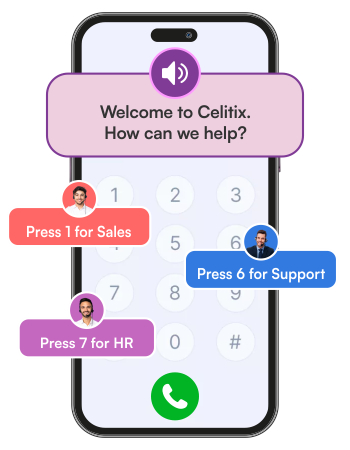 Welcome to Celitix.
How can we help?
1
2
3
Press 1 for Sales
5
6
Press 6 for Support
7
8
9
Press 7 for HR
0
#